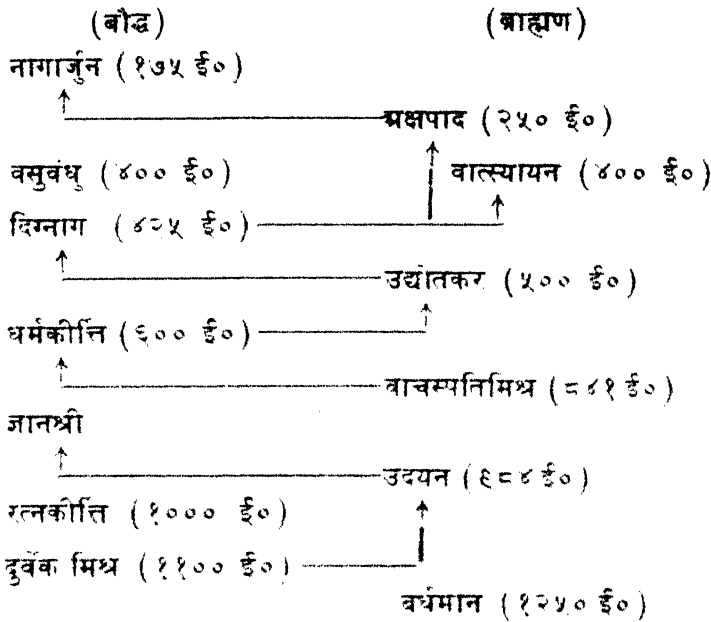 (बौद्ध) (ब्राह्मण)
नागार्जुन (१७५ ई०)
अक्षपाद (२५० ई०)
वसुवंधु (४०० ई०) वात्स्यायन (४०० ई०)
दिग्नाग (४२५ ई०)
उद्योतकर (५०० ई०)
धर्मकीर्त्ति (६०० ई०)
वाचस्पतिमिश्र (८४१ ई०)
ज्ञानश्री
उदयन (९८४ ई०)
रत्नकीर्त्ति (१००० ई०)
दुर्वेक मिश्र (११०० ई०)
वर्धमान (१२५० ई०)